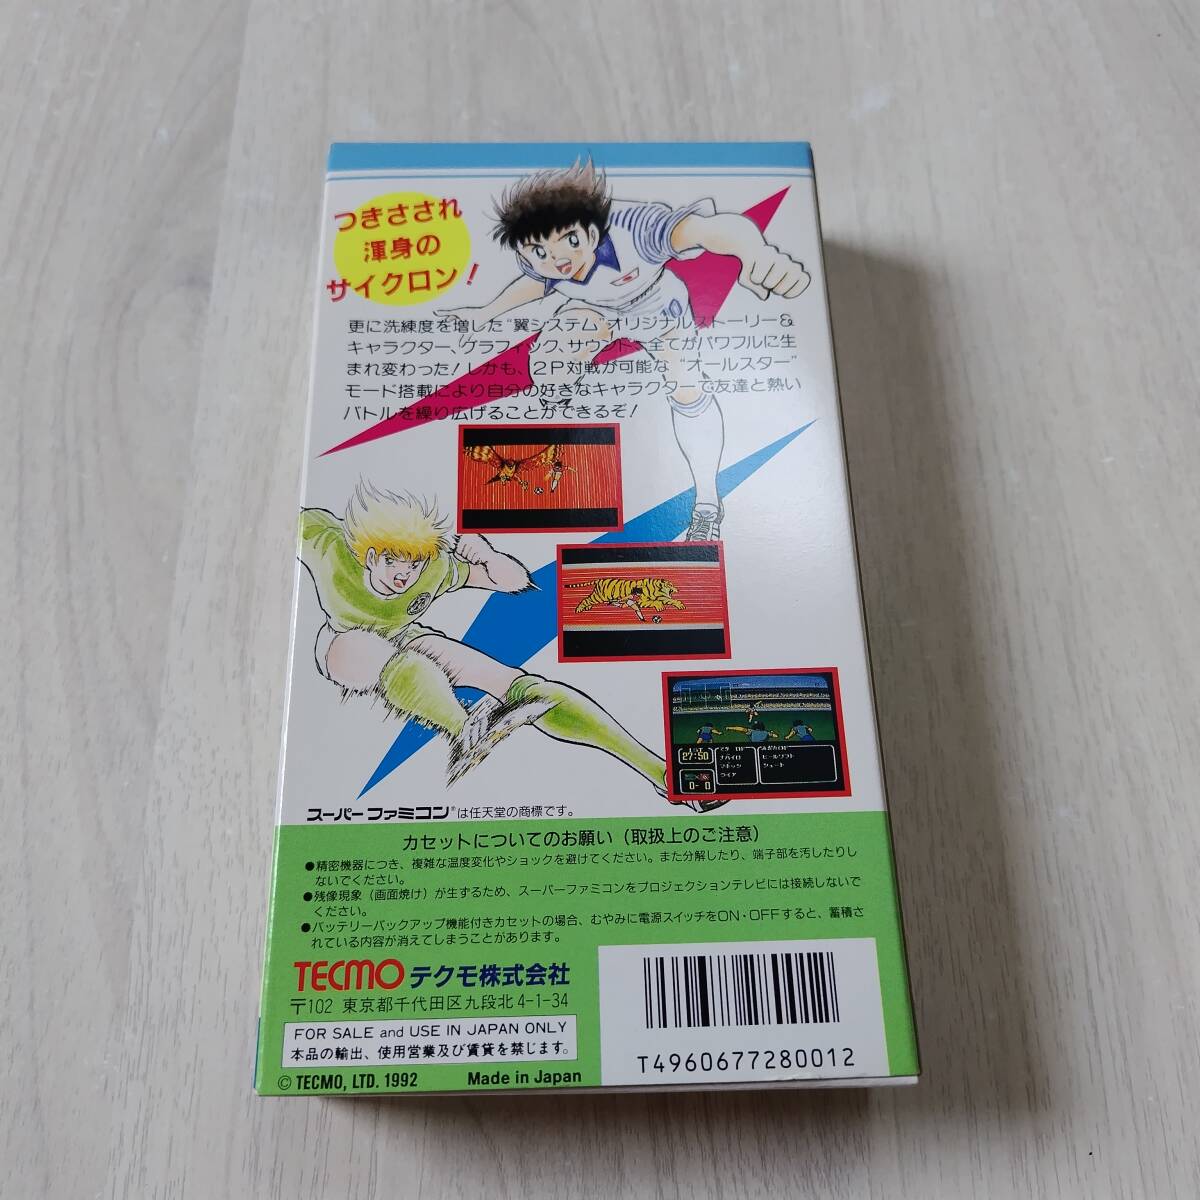 つきさされ
渾身の
サイクロン!
更に洗練度を増した“翼システム”オリジナルストーリー&
キャラクター、グラフィック、サウンド〜全てがパワフルに生
まれ変わった!しかも、2P対戦が可能な“オールスター”
モード搭載により自分の好きなキャラクターで友達と熱い
バトルを繰り広げることができるぞ!
27:50
0- 0
スーパーファミコン®は任天堂の商標です。
カセットについてのお願い(取扱上のご注意)
●精密機器につき、複雑な温度変化やショックを避けてください。また分解したり、端子部を汚したりし
ないでください。
●残像現象(画面焼け)が生ずるため、スーパーファミコンをプロジェクションテレビには接続しないで
ください。
●バッテリーバックアップ機能付きカセットの場合、むやみに電源スイッチをON・OFFすると、蓄積さ
れている内容が消えてしまうことがあります。
TECMO テクモ株式会社
〒102 東京都千代田区九段北4-1-34
FOR SALE and USE IN JAPAN ONLY
本品の輸出、使用営業及び賃貸を禁じます。
© TECMO, LTD. 1992 Made in Japan
T4960677280012